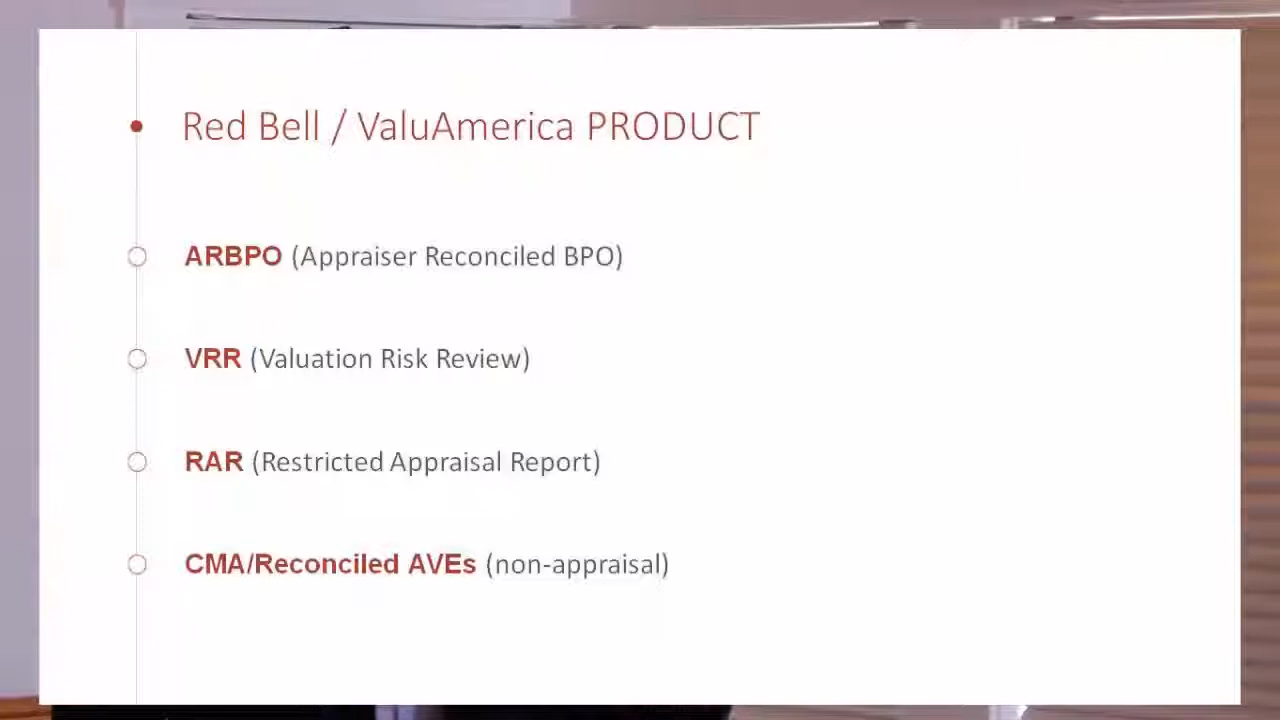 Red Bell / ValuAmerica PRODUCT
ARBPO (Appraiser Reconciled BPO)
VRR (Valuation Risk Review)
RAR (Restricted Appraisal Report)
CMA/Reconciled AVEs (non-appraisal)